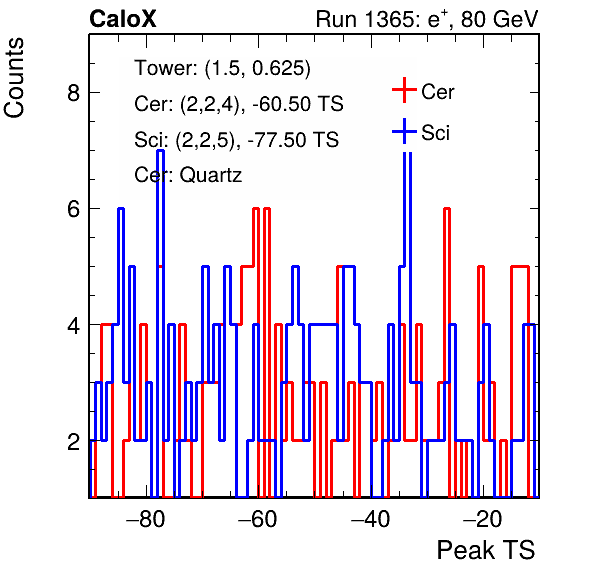 CaloX Run 1365: e⁺, 80 GeV
Counts
Tower: (1.5, 0.625)
Cer: (2,2,4), -60.50 TS
Sci: (2,2,5), -77.50 TS
Cer: Quartz
Cer
Sci
8
6
4
2
−80 −60 −40 −20
Peak TS